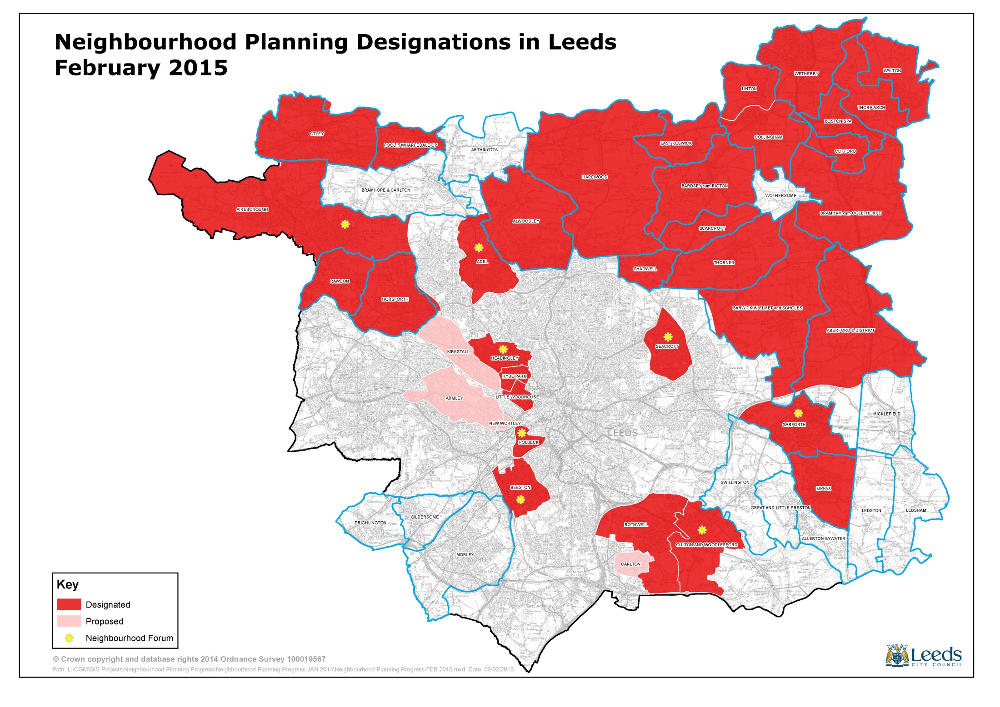 Neighbourhood Planning Designations in Leeds
February 2015
WETHERBY
WALTON
LINTON
THORP ARCH
BOSTON SPA
OTLEY
COLLINGHAM
EAST KESWICK
POOL in WHARFEDALE CP
ARTHINGTON
CLIFFORD
HAREWOOD
BARDSEY cum RIGTON
BRAMHOPE & CARLTON
WOTHERSOME
AIREBOROUGH
BRAMHAM cum OGLETHORPE
ALWOODLEY
SCARCROFT
ADEL
THORNER
SHADWELL
RAWDON
HORSFORTH
BARWICK IN ELMET and SCHOLES
ABERFORD & DISTRICT
SEACROFT
KIRKSTALL
HEADINGLEY
HYDE PARK
LITTLE WOODHOUSE
ARMLEY
MICKLEFIELD
PUDSEY
NEW WORTLEY
GARFORTH
LEEDS
HOLBECK
SWILLINGTON
BEESTON
KIPPAX
GREAT AND LITTLE PRESTON
LEDSTON
LEDSHAM
GILDERSOME
DRIGHLINGTON
ROTHWELL
ALLERTON BYWATER
OULTON AND WOODLESFORD
MORLEY
MORLEY
CARLTON
Key
Designated
Proposed
Neighbourhood Forum
© Crown copyright and database rights 2014 Ordnance Survey 100019567
Path: L:\CGM\GIS Projects\Neighbourhood Planning Progress\Neighbourhood Planning Progress JAN 2014\Neighbourhood Planning Progress FEB 2015.mxd Date: 06/02/2015
Leeds
CITY COUNCIL